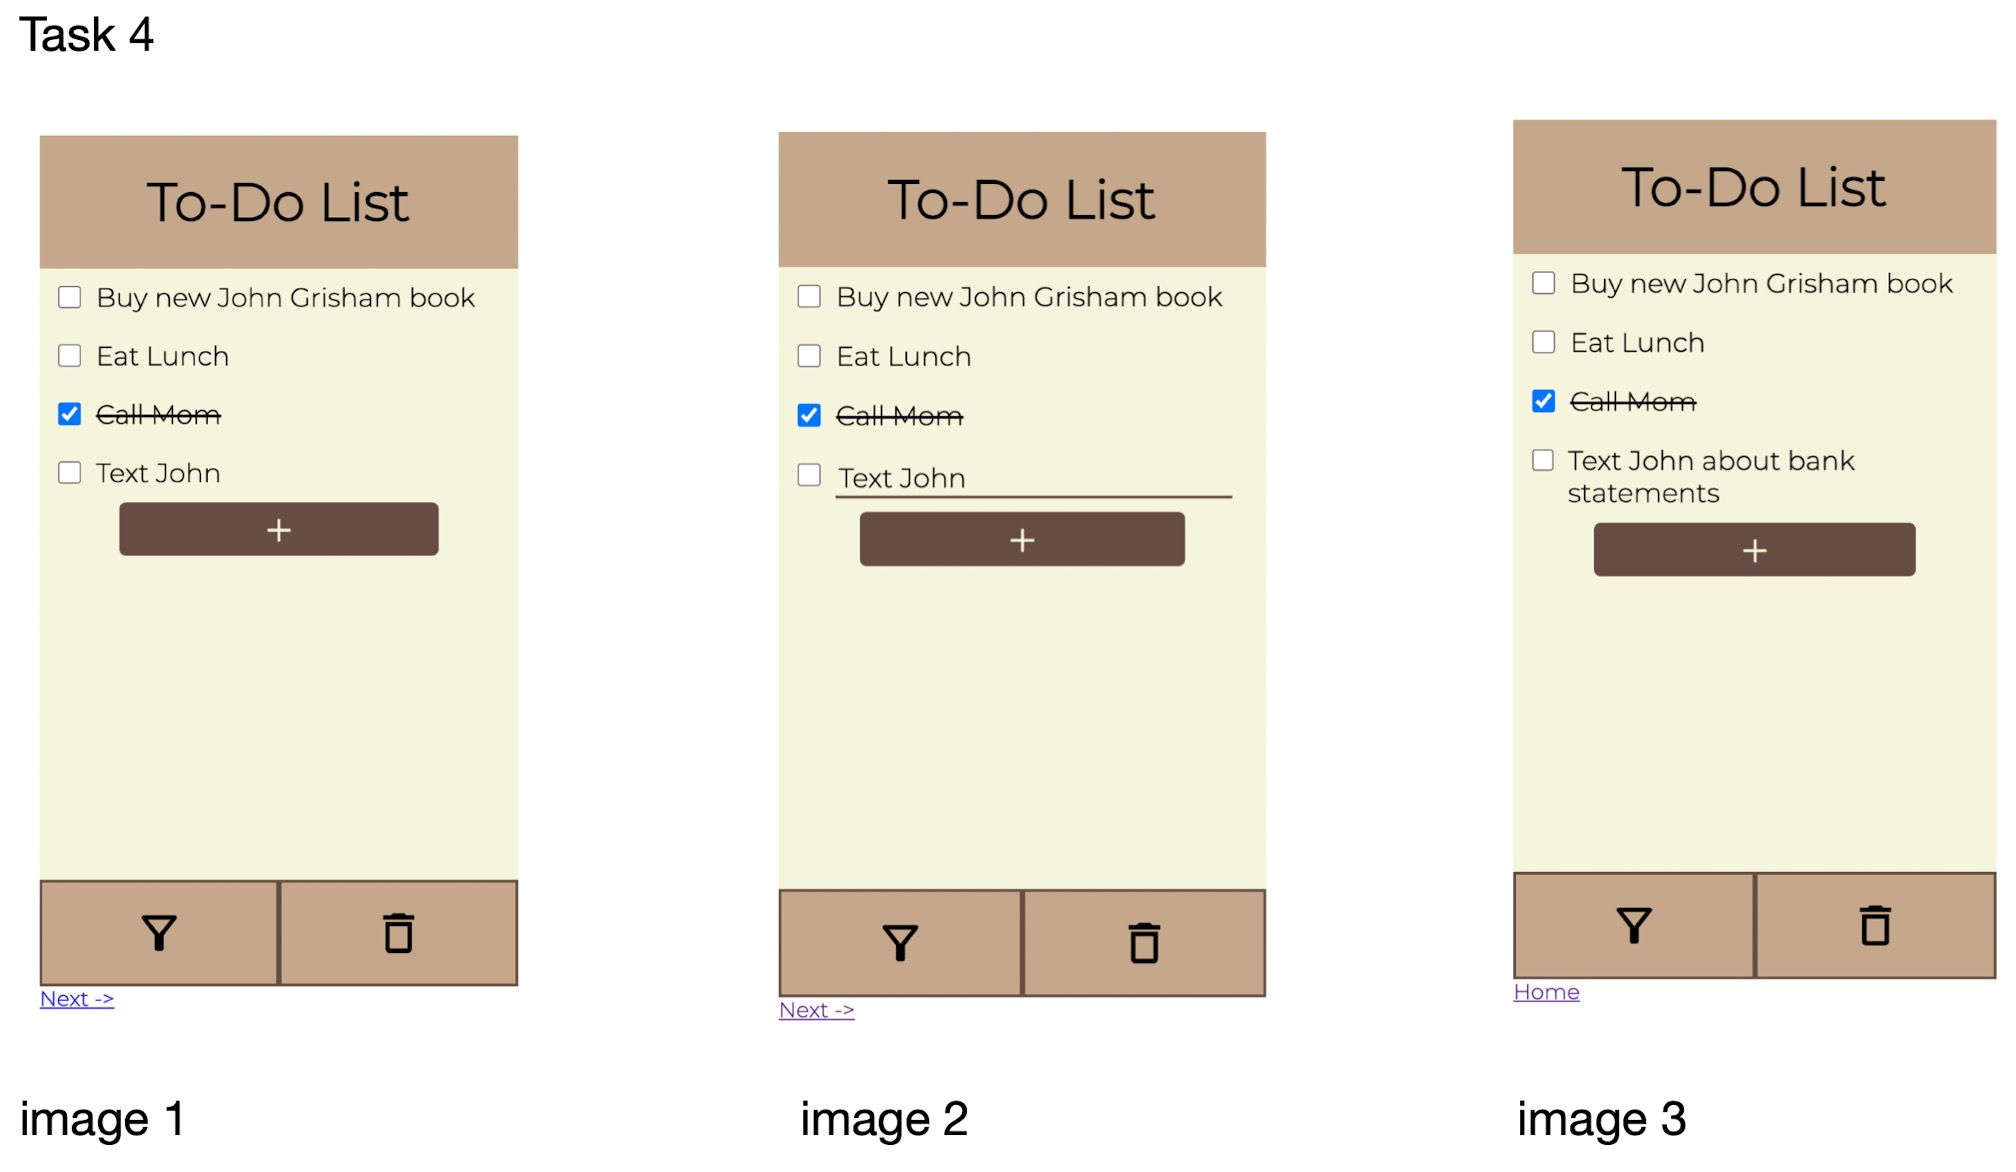 Task 4
To-Do List
Buy new John Grisham book
Eat Lunch
Call Mom
Text John
+
Next ->
image 1
To-Do List
Buy new John Grisham book
Eat Lunch
Call Mom
Text John
+
Next ->
image 2
To-Do List
Buy new John Grisham book
Eat Lunch
Call Mom
Text John about bank
statements
+
Home
image 3